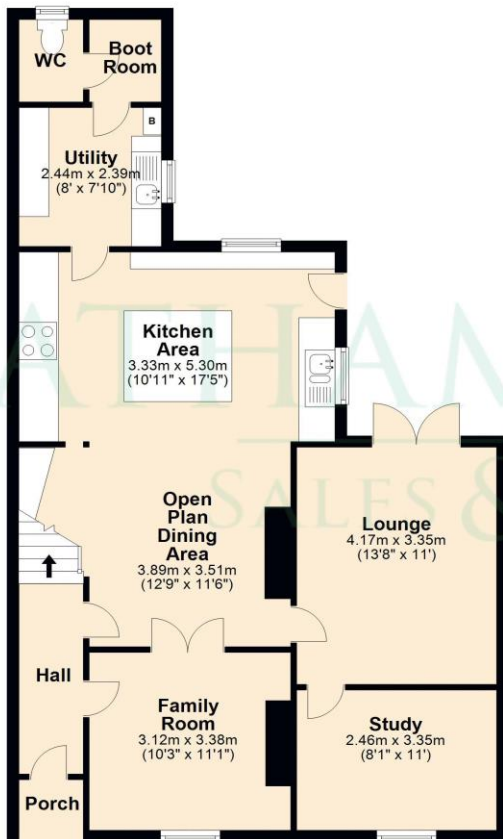 WC
Boot
Room
B
Utility
2.44m x 2.39m
(8' x 7'10")
Kitchen
Area
3.33m x 5.30m
(10'11" x 17'5")
Open
Plan
Dining
Area
3.89m x 3.51m
(12'9" x 11'6")
Lounge
4.17m x 3.35m
(13'8" x 11')
Hall
Family
Room
3.12m x 3.38m
(10'3" x 11'1")
Study
2.46m x 3.35m
(8'1" x 11')
Porch
SALES &